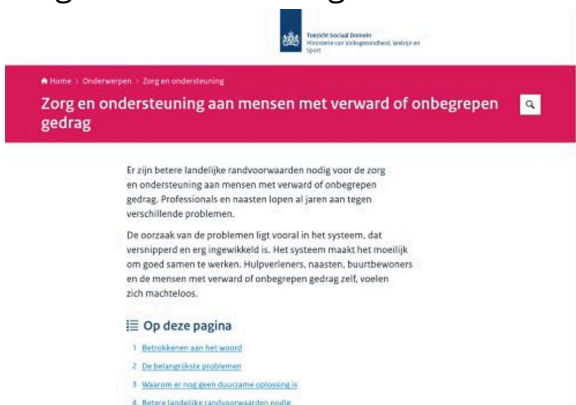 Toezicht Sociaal Domein
Ministerie van Volksgezondheid, Welzijn en
Sport
Home › Onderwerpen › Zorg en ondersteuning
Zorg en ondersteuning aan mensen met verward of onbegrepen
gedrag
Er zijn betere landelijke randvoorwaarden nodig voor de zorg
en ondersteuning aan mensen met verward of onbegrepen
gedrag. Professionals en naasten lopen al jaren aan tegen
verschillende problemen.
De oorzaak van de problemen ligt vooral in het systeem, dat
versnipperd en erg ingewikkeld is. Het systeem maakt het moeilijk
om goed samen te werken. Hulpverleners, naasten, buurtbewoners
en de mensen met verward of onbegrepen gedrag zelf, voelen
zich machteloos.
Op deze pagina
1 Betrokkenen aan het woord
2 De belangrijkste problemen
3 Waarom er nog geen duurzame oplossing is
4 Betere landelijke randvoorwaarden nodig